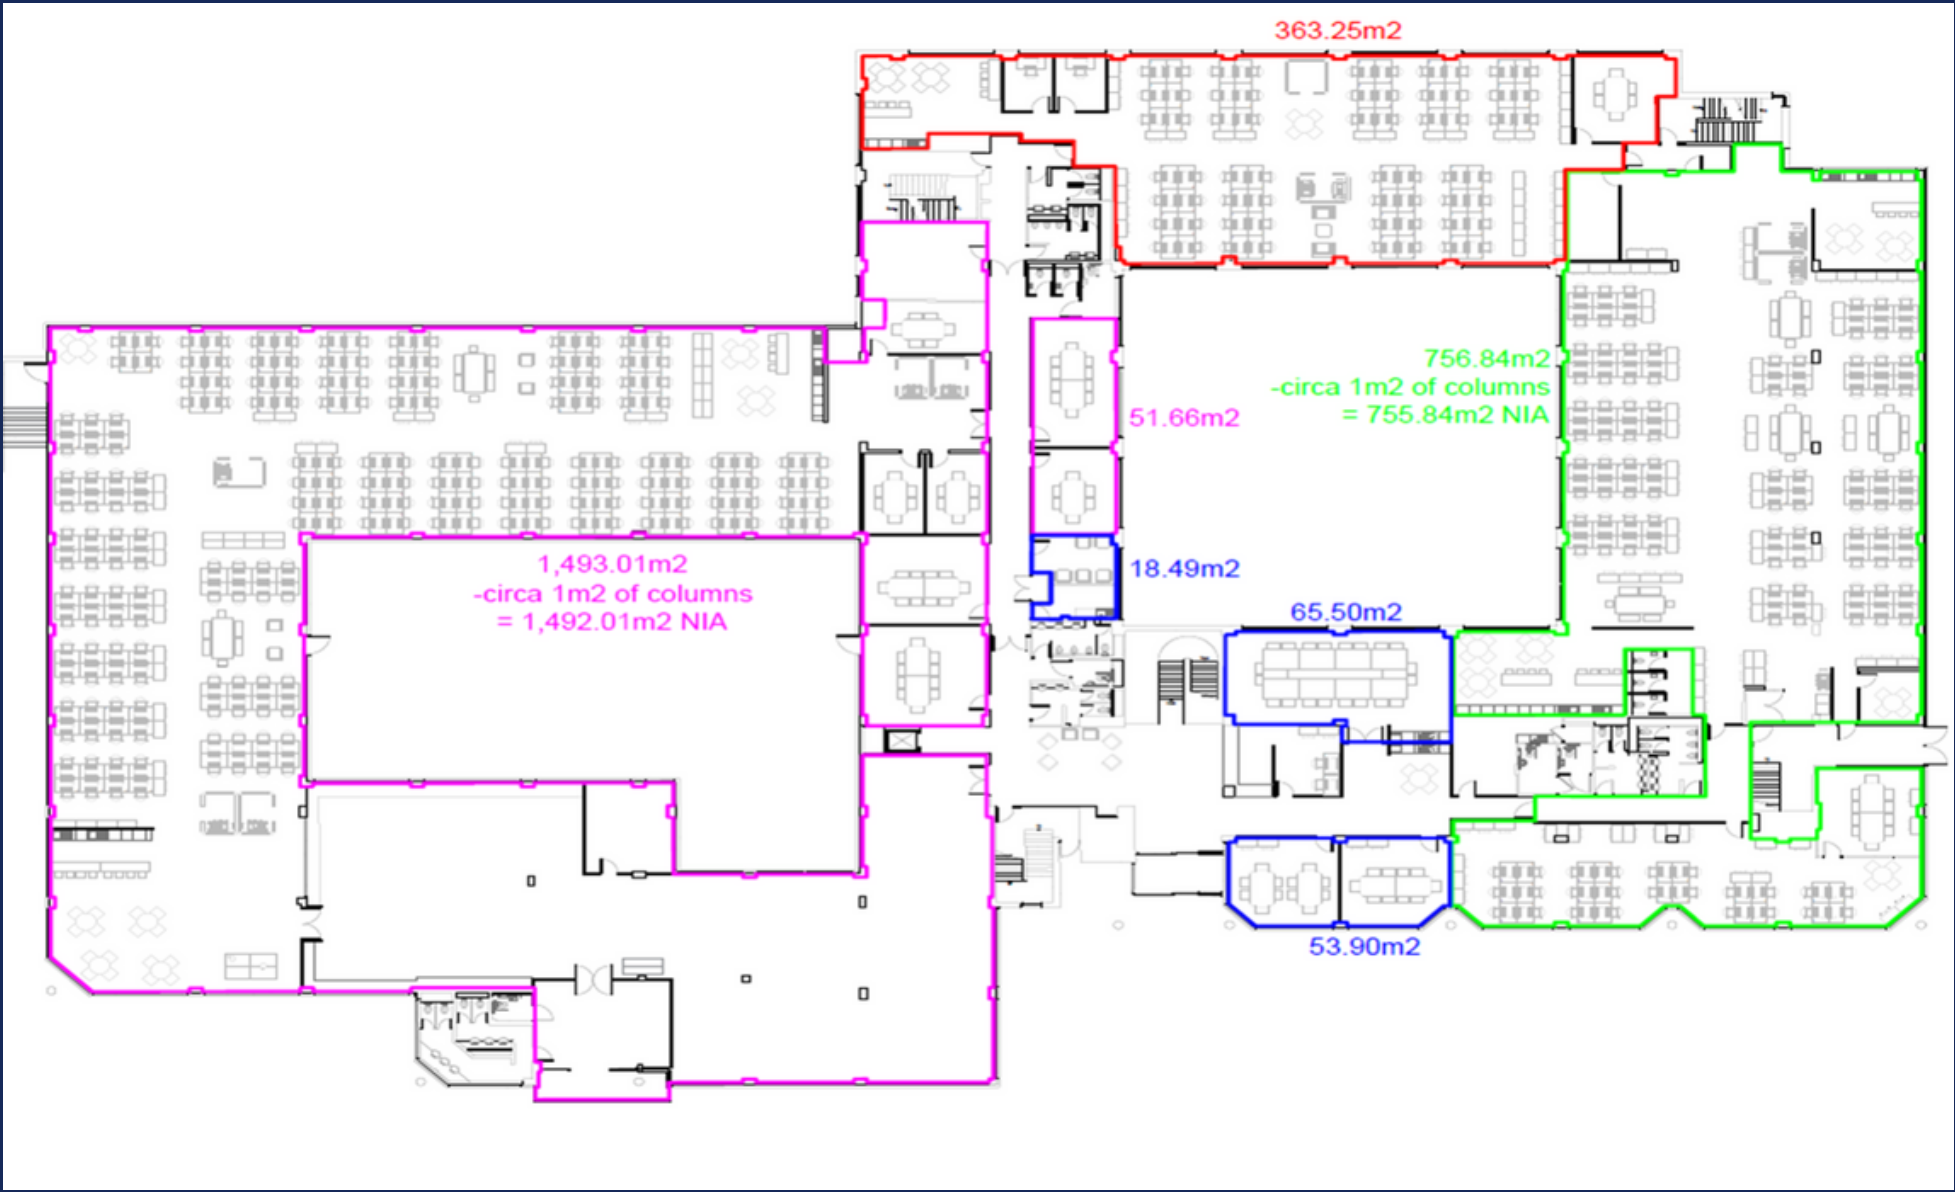 363.25m2
756.84m2
-circa 1m2 of columns
= 755.84m2 NIA
51.66m2
1,493.01m2
-circa 1m2 of columns
= 1,492.01m2 NIA
18.49m2
65.50m2
53.90m2